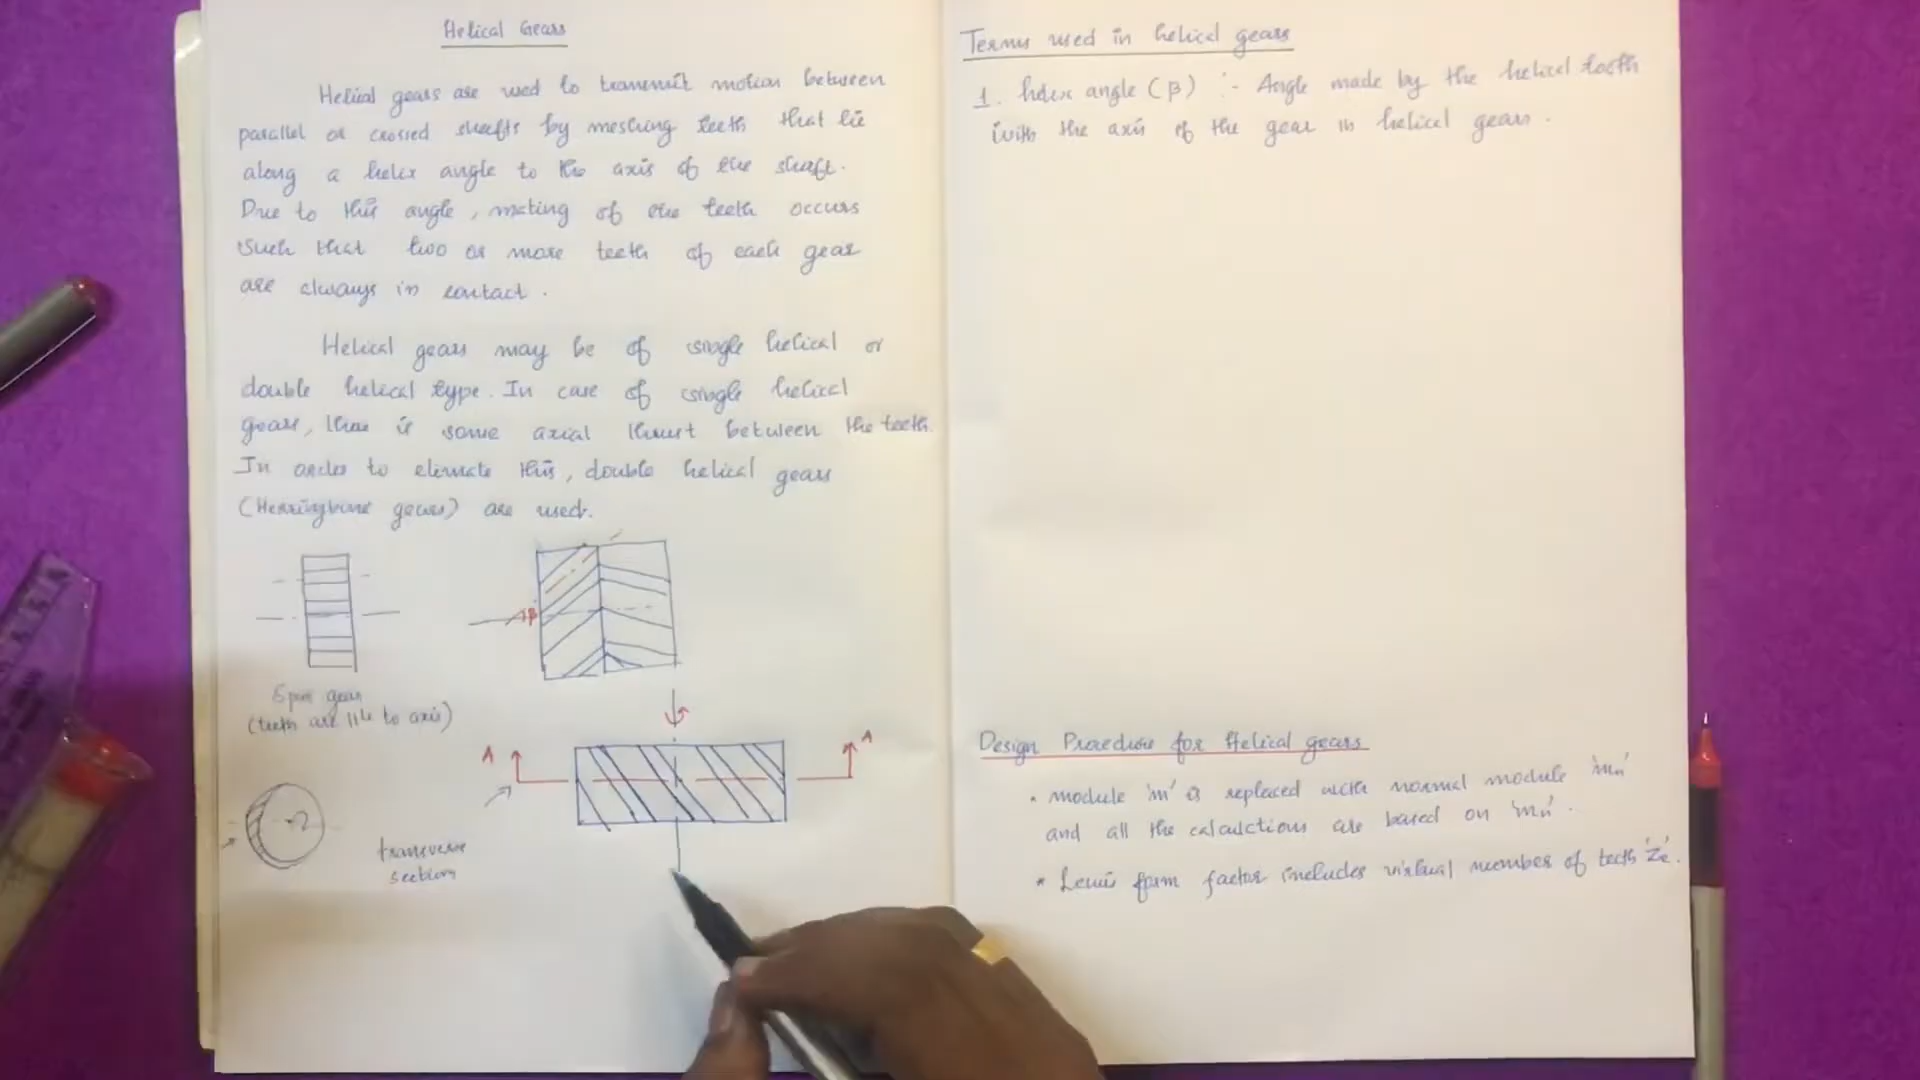 Helical Gears
Helical gears are used to transmit motion between
parallel or crossed shafts by meshing teeth that lie
along a helix angle to the axis of the shaft.
Due to this angle, mating of the teeth occurs
such that two or more teeth of each gear
are always in contact.
Helical gears may be of single helical or
double helical type. In case of single helical
gears, there is some axial thrust between the teeth.
In order to elimate this, double helical gears
(Herringbone gears) are used.
β
Spur gear
(teeth are 11le to axis)
A A
transverse
section
Terms used in helical gears
1. helix angle (β) :- Angle made by the helical teeth
with the axis of the gear in helical gears.
Design Procedure for Helical gears
• module 'm' is replaced with normal module 'mn'
and all the calculctions are based on 'mn'.
* Lewis form factor includes virtual number of teeth 'Ze'.